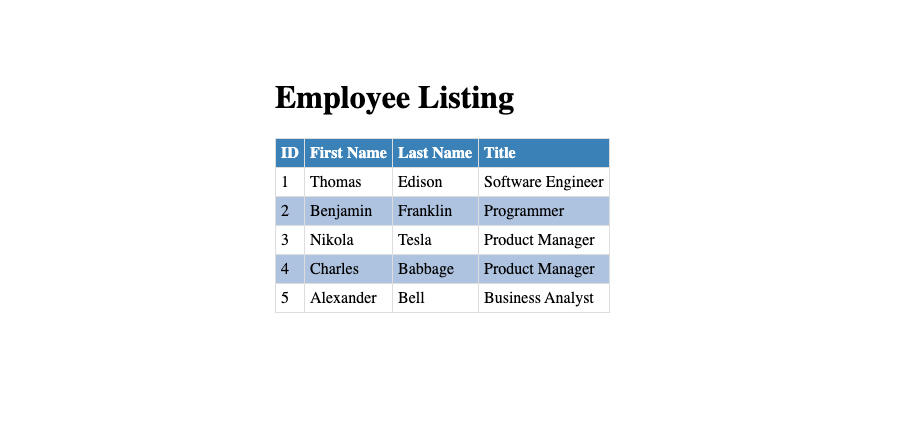 Employee Listing
ID First Name Last Name Title
1 Thomas Edison Software Engineer
2 Benjamin Franklin Programmer
3 Nikola Tesla Product Manager
4 Charles Babbage Product Manager
5 Alexander Bell Business Analyst